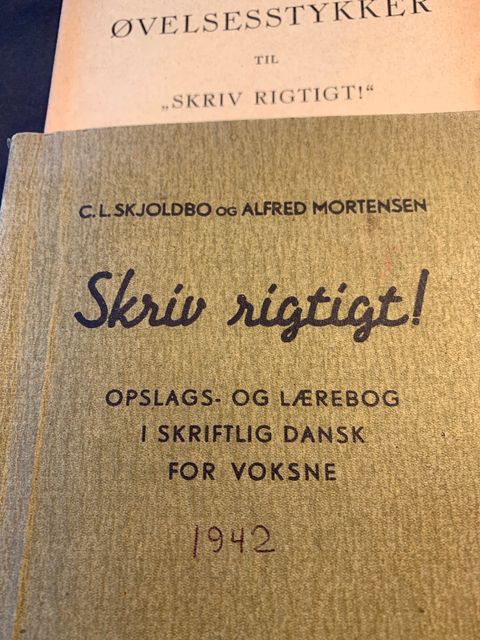 ØVELSESSTYKKER
TIL
„SKRIV RIGTIGT!“
C. L. SKJOLDBO OG ALFRED MORTENSEN
Skriv rigtigt!
OPSLAGS- OG LÆREBOG
I SKRIFTLIG DANSK
FOR VOKSNE
1942